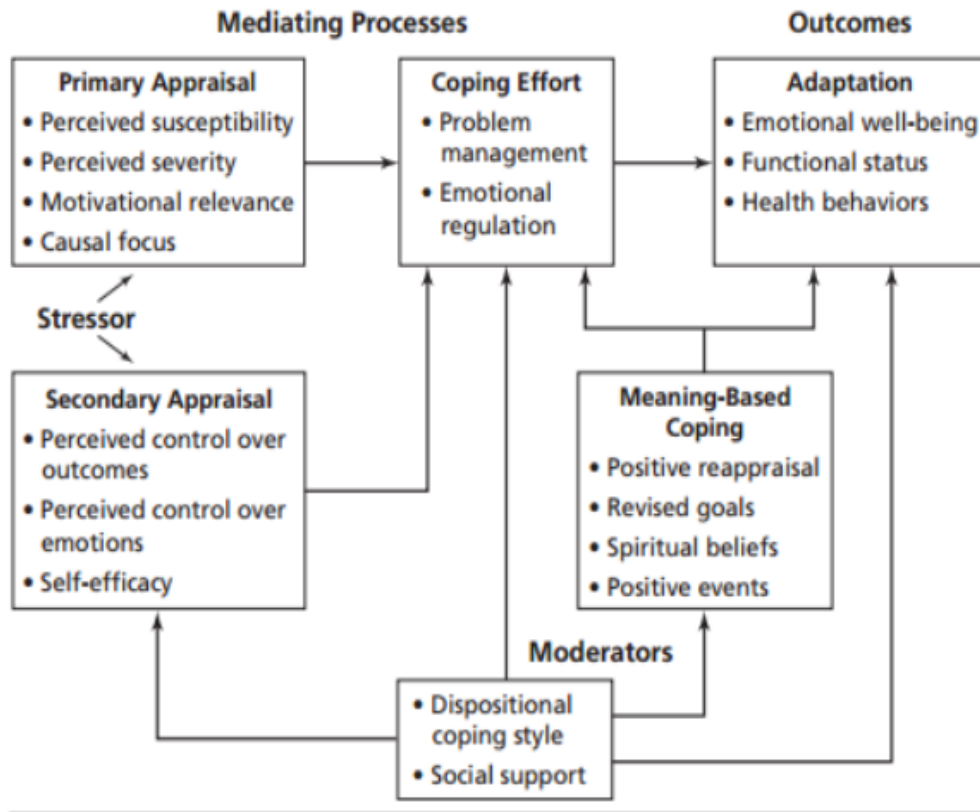 Mediating Processes
Outcomes
Primary Appraisal
• Perceived susceptibility
• Perceived severity
• Motivational relevance
• Causal focus
Coping Effort
• Problem
management
• Emotional
regulation
Adaptation
• Emotional well-being
• Functional status
• Health behaviors
Stressor
Secondary Appraisal
• Perceived control over
outcomes
• Perceived control over
emotions
• Self-efficacy
Meaning-Based
Coping
• Positive reappraisal
• Revised goals
• Spiritual beliefs
• Positive events
Moderators
• Dispositional
coping style
• Social support